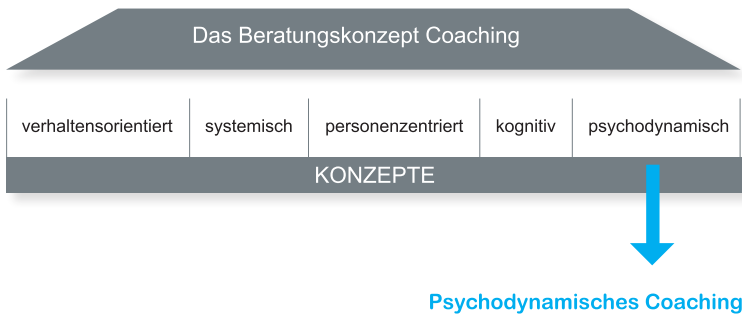 Das Beratungskonzept Coaching
verhaltensorientiert systemisch personenzentriert kognitiv psychodynamisch
KONZEPTE
Psychodynamisches Coaching